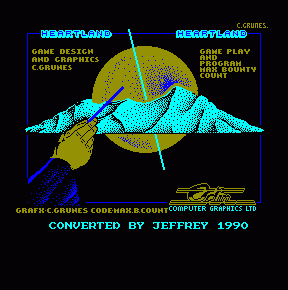 C.GRUNES.
HEARTLAND HEARTLAND
GAME DESIGN
AND GRAPHICS
C.GRUNES
GAME PLAY
AND
PROGRAM
MAX BOUNTY
COUNT
Odin
COMPUTER GRAPHICS LTD
GRAFX-C.GRUNES CODE-MAX.B.COUNT
CONVERTED BY JEFFREY 1990